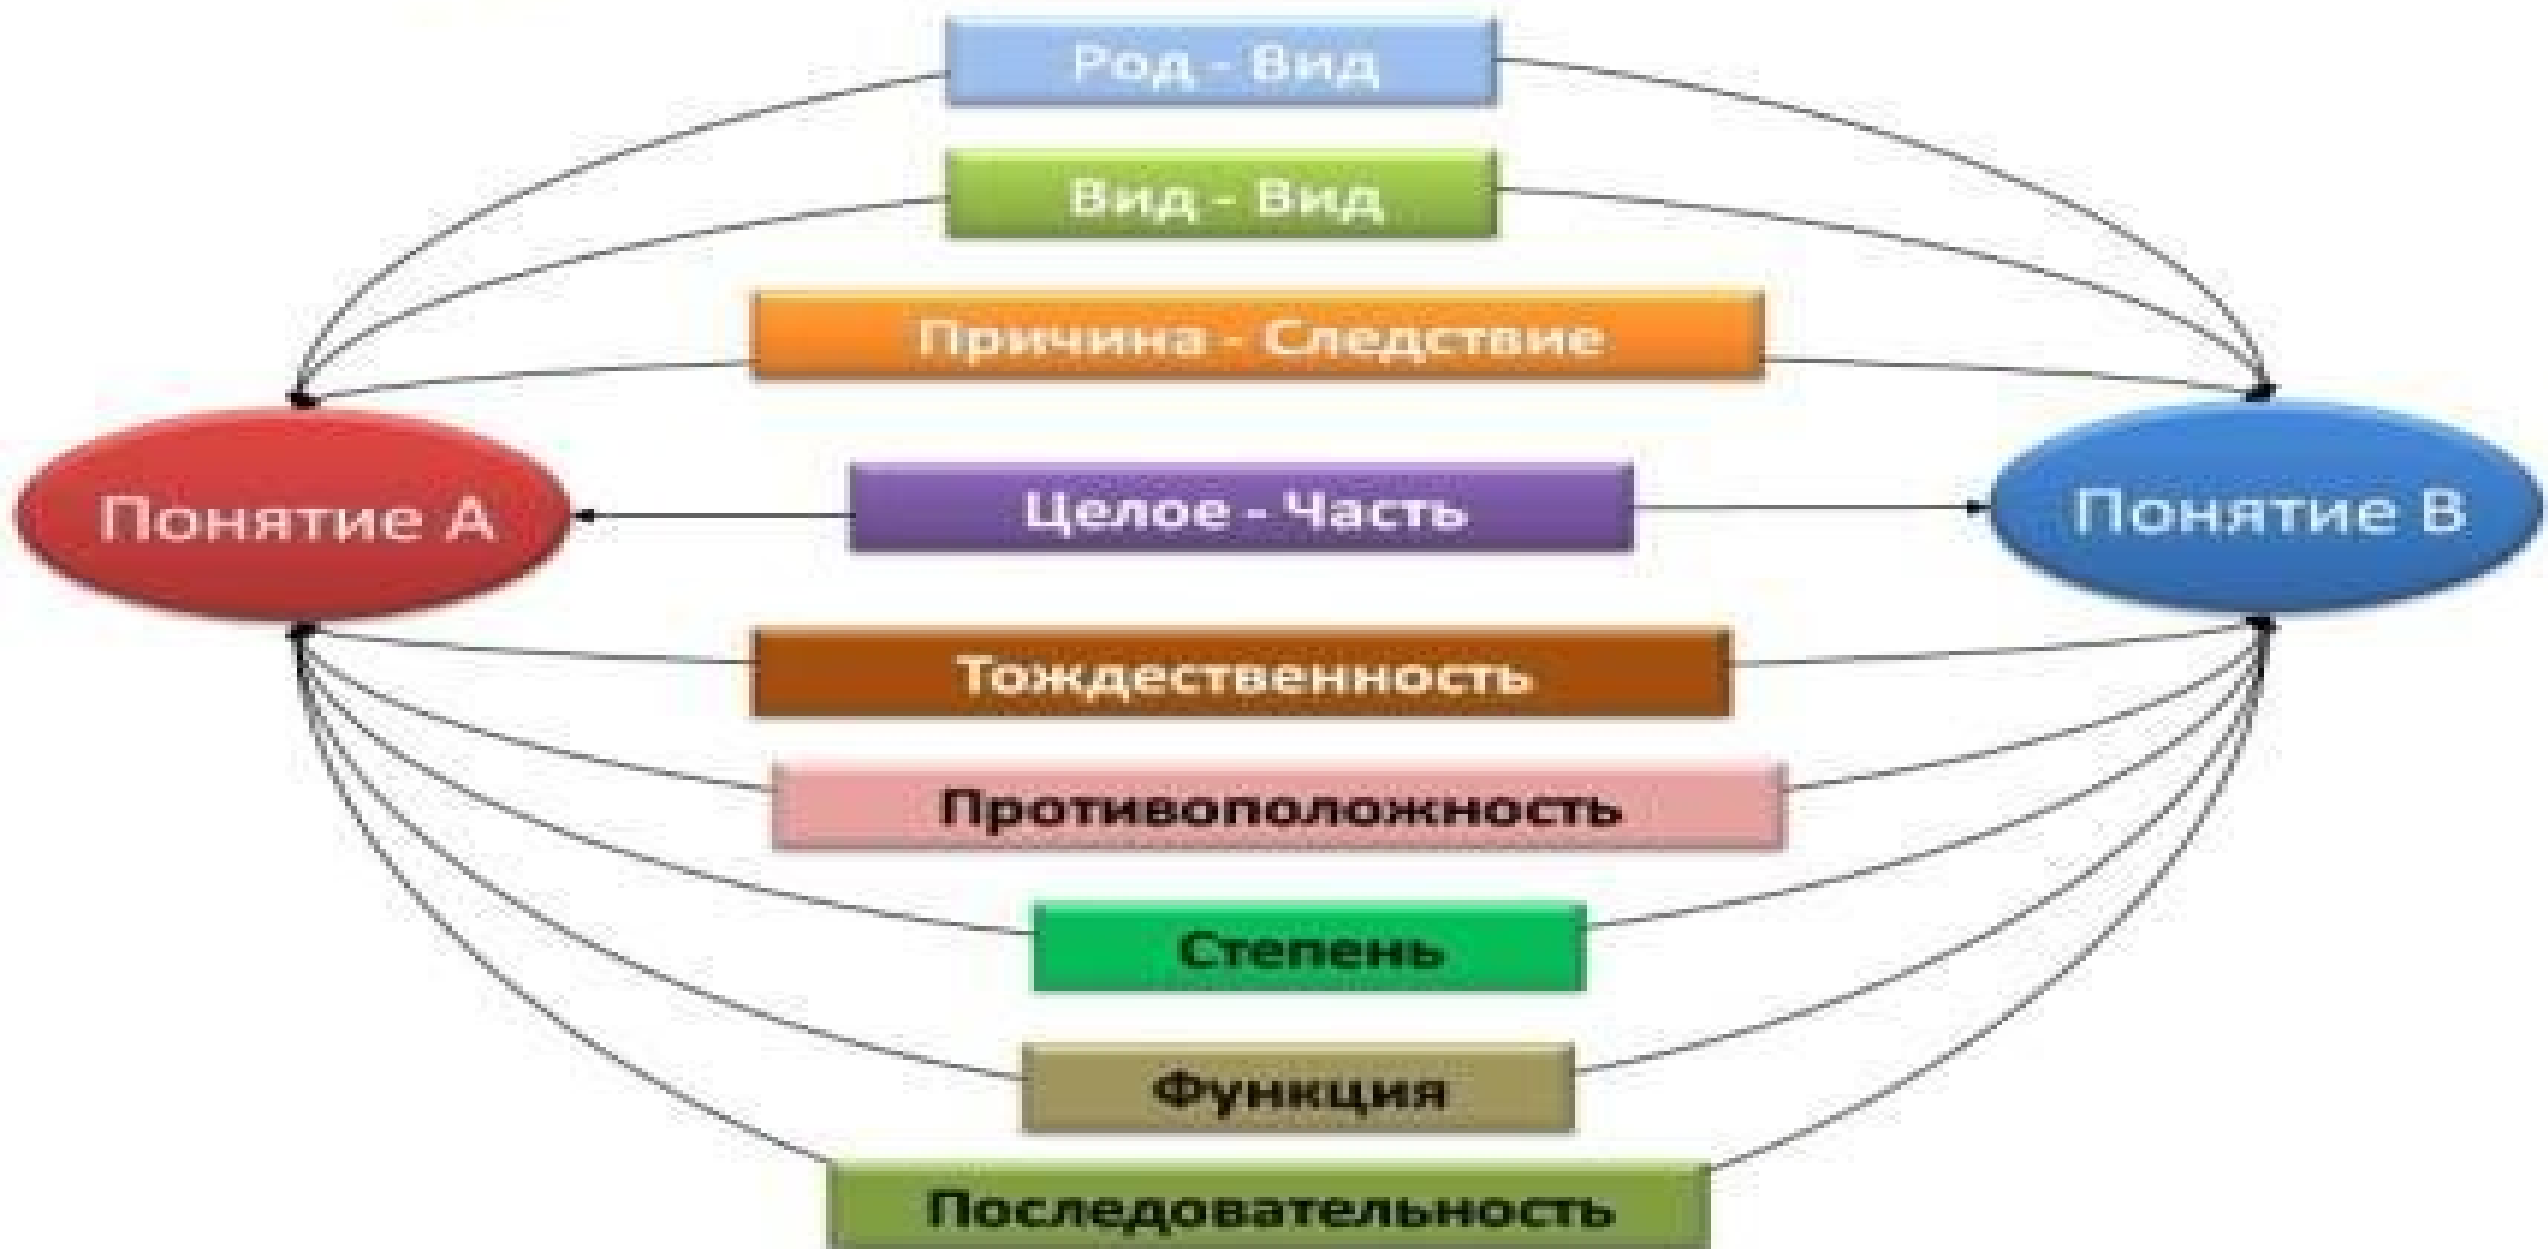 Род - Вид
Вид - Вид
Причина - Следствие
Понятие А
Целое - Часть
Понятие В
Тождественность
Противоположность
Степень
Функция
Последовательность